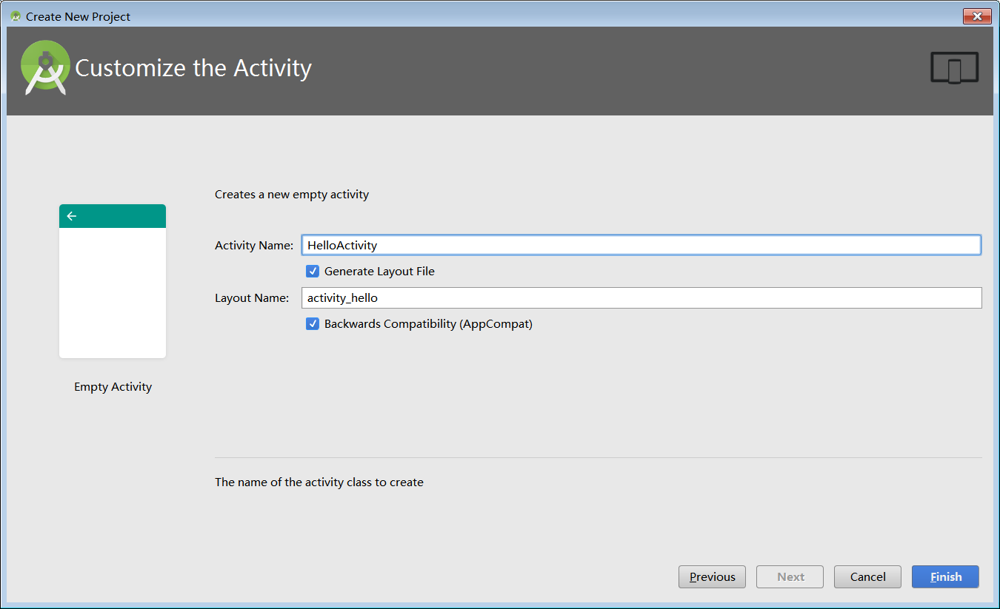 Create New Project
Customize the Activity
Creates a new empty activity
Activity Name: HelloActivity
Generate Layout File
Layout Name: activity_hello
Backwards Compatibility (AppCompat)
Empty Activity
The name of the activity class to create
Previous Next Cancel Finish